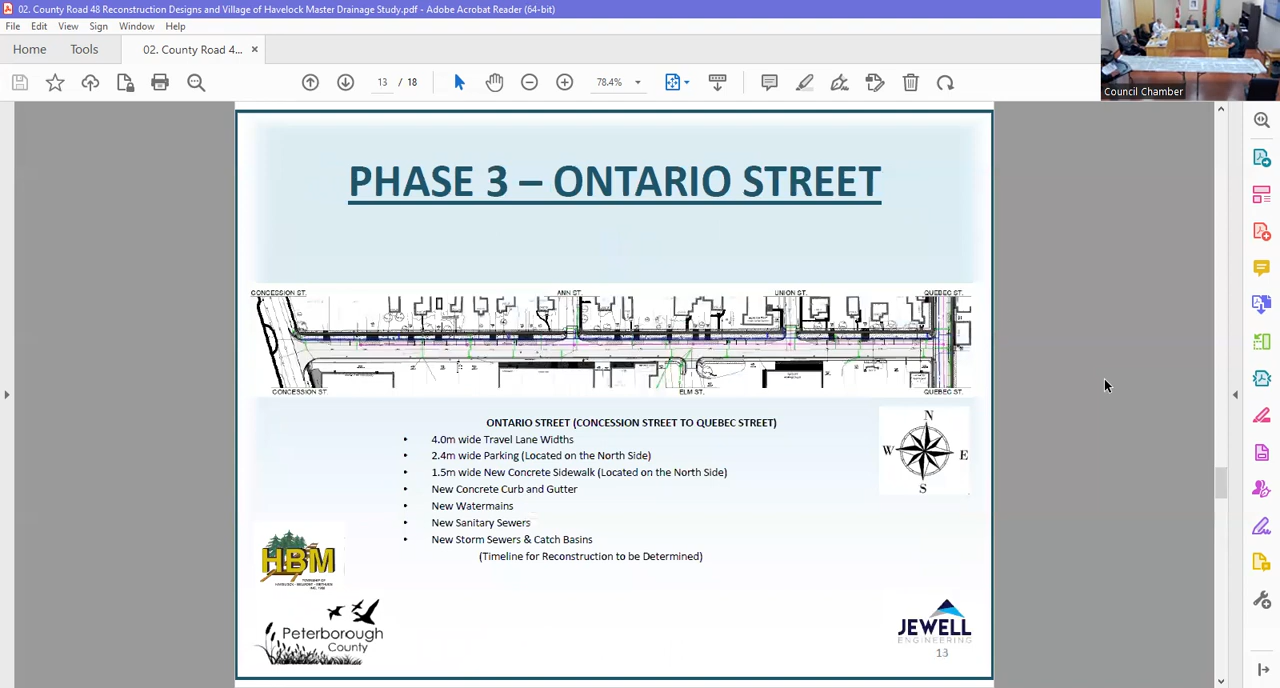 02. County Road 48 Reconstruction Designs and Village of Havelock Master Drainage Study.pdf - Adobe Acrobat Reader (64-bit)
File Edit View Sign Window Help
Home Tools 02. County Road 4... ×
13 / 18 78.4%
Council Chamber
PHASE 3 – ONTARIO STREET
CONCESSION ST. ANN ST. UNION ST. QUEBEC ST.
CONCESSION ST. ELM ST. QUEBEC ST.
ONTARIO STREET (CONCESSION STREET TO QUEBEC STREET)
• 4.0m wide Travel Lane Widths
• 2.4m wide Parking (Located on the North Side)
• 1.5m wide New Concrete Sidewalk (Located on the North Side)
• New Concrete Curb and Gutter
• New Watermains
• New Sanitary Sewers
• New Storm Sewers & Catch Basins
(Timeline for Reconstruction to be Determined)
N
W E
S
HBM
TOWNSHIP OF
HAVELOCK-BELMONT-METHUEN
Peterborough
County
JEWELL
ENGINEERING
13